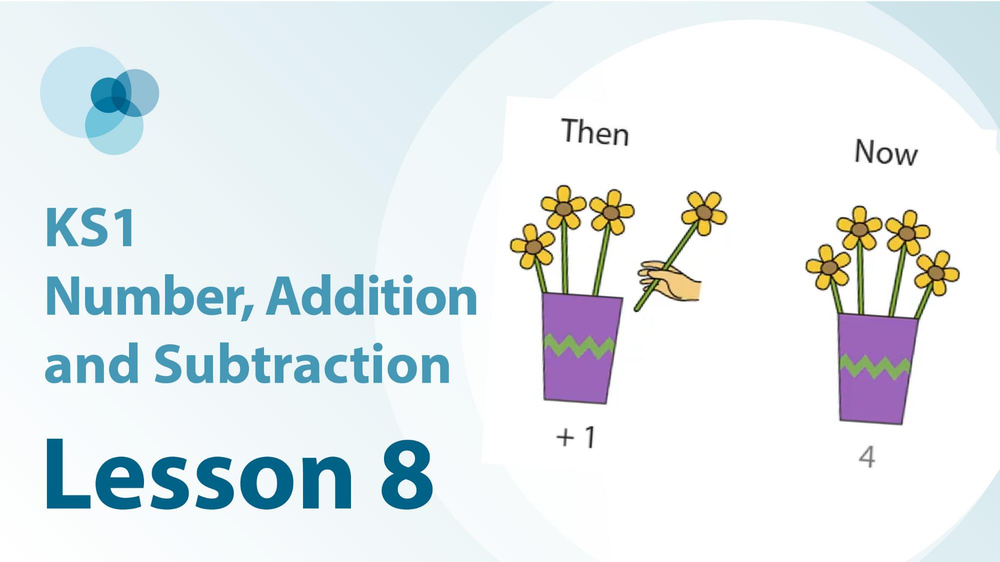 KS1
Number, Addition
and Subtraction
Lesson 8
Then
Now
+ 1
4